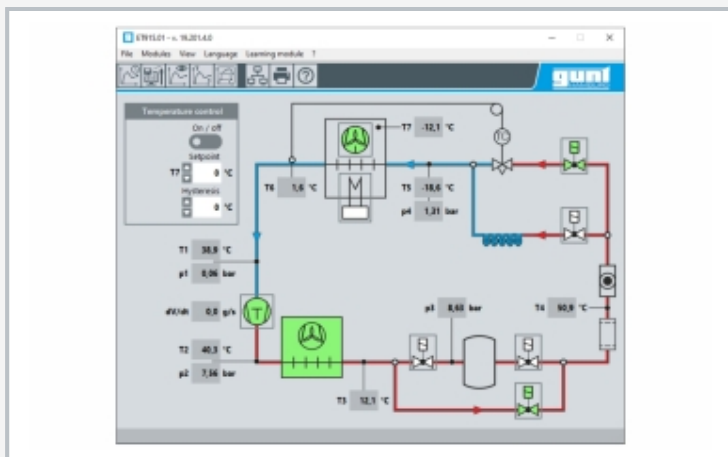 ET915.01 - v. 19.201.4.0
File Modules View Language Learning module ?
gunt
Temperature control
On / off
Setpoint
T7 0 °C
Hysteresis
0 °C
T7 -12,1 °C
TC
T6 1,6 °C
M
T5 -18,6 °C
p4 1,31 bar
T1 38,9 °C
p1 0,06 bar
dV/dt 0,0 g/s
T
T2 40,3 °C
p2 7,56 bar
p3 8,63 bar
T4 50,9 °C
T3 12,1 °C